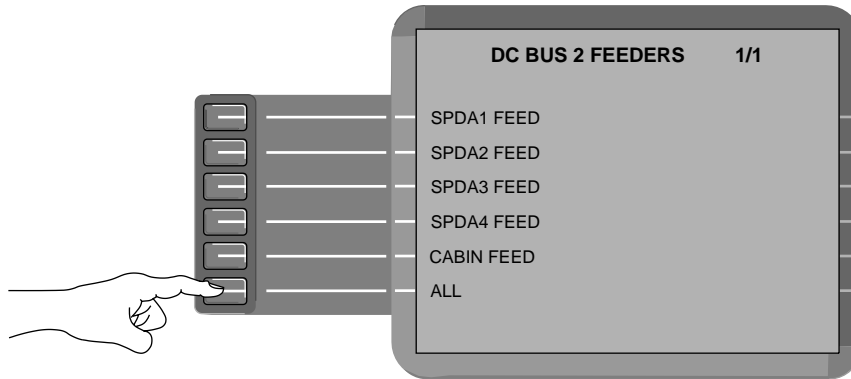 DC BUS 2 FEEDERS 1/1
SPDA1 FEED
SPDA2 FEED
SPDA3 FEED
SPDA4 FEED
CABIN FEED
ALL